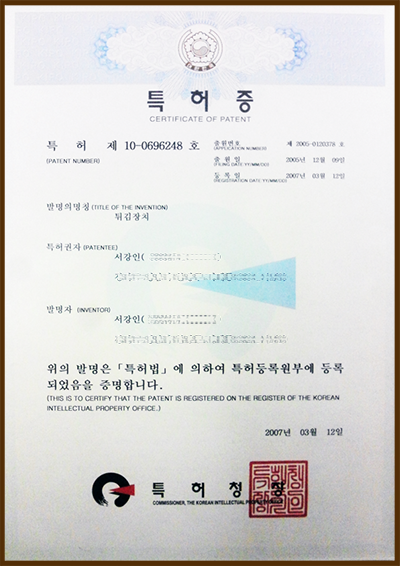 특허증
CERTIFICATE OF PATENT
특 허 제 10-0696248 호
(PATENT NUMBER)
출원번호 제 2005-0120378 호
(APPLICATION NUMBER)
출 원 일 2005년 12월 09일
(FILING DATE:YY/MM/DD)
등 록 일 2007년 03월 12일
(REGISTRATION DATE:YY/MM/DD)
발명의명칭 (TITLE OF THE INVENTION)
튀김장치
특허권자 (PATENTEE)
서강인(
발명자 (INVENTOR)
서강인(
위의 발명은 「특허법」에 의하여 특허등록원부에 등록
되었음을 증명합니다.
(THIS IS TO CERTIFY THAT THE PATENT IS REGISTERED ON THE REGISTER OF THE KOREAN
INTELLECTUAL PROPERTY OFFICE.)
2007년 03월 12일
특 허 청
COMMISSIONER, THE KOREAN INTELLECTUAL